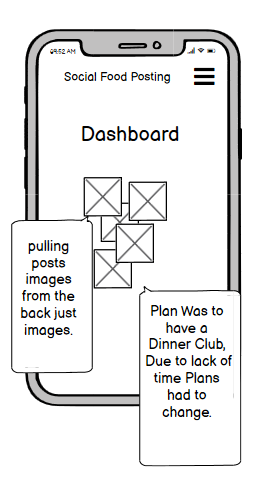 09:52 AM
Social Food Posting
Dashboard
pulling
posts
images
from the
back just
images.
Plan Was to
have a
Dinner Club,
Due to lack of
time Plans
had to
change.